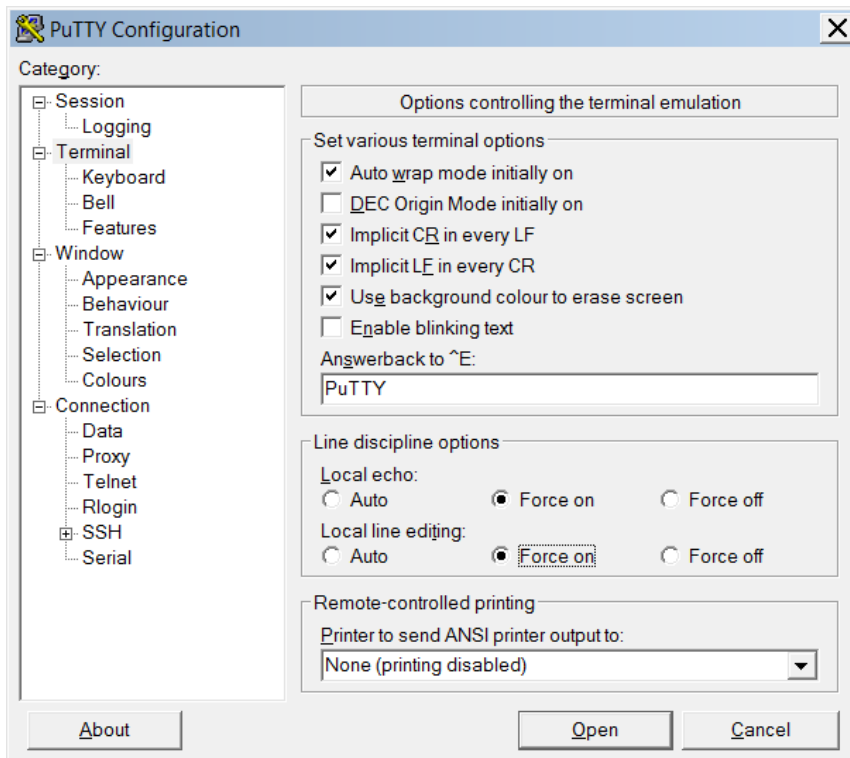 PuTTY Configuration
Category:
Session
Logging
Terminal
Keyboard
Bell
Features
Window
Appearance
Behaviour
Translation
Selection
Colours
Connection
Data
Proxy
Telnet
Rlogin
SSH
Serial
Options controlling the terminal emulation
Set various terminal options
Auto wrap mode initially on
DEC Origin Mode initially on
Implicit CR in every LF
Implicit LF in every CR
Use background colour to erase screen
Enable blinking text
Answerback to ^E:
PuTTY
Line discipline options
Local echo:
Auto Force on Force off
Local line editing:
Auto Force on Force off
Remote-controlled printing
Printer to send ANSI printer output to:
None (printing disabled)
About Open Cancel